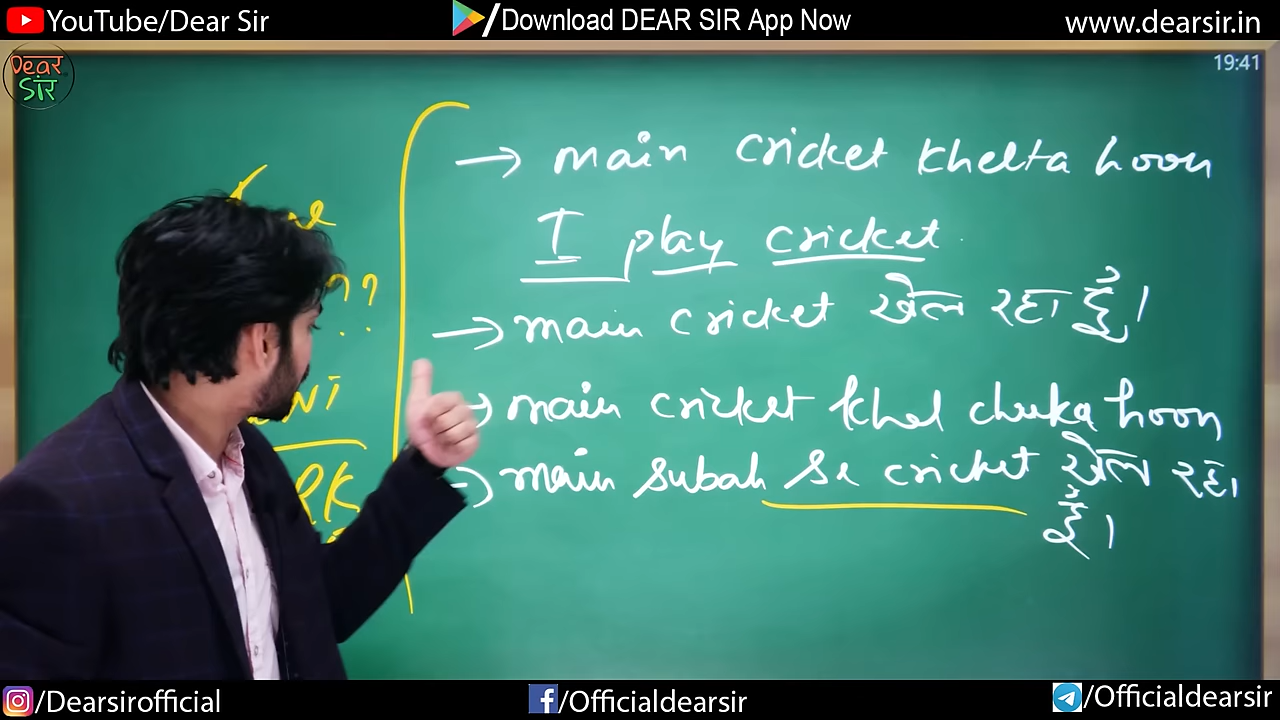 YouTube/Dear Sir
/Download DEAR SIR App Now
www.dearsir.in
Dear
Sir
19:41
→ main cricket khelta hoon
I play cricket
→ main cricket खेल रहा हूँ।
→ main cricket khel chuka hoon
→ main subah se cricket खेल रहा
हूँ।
??
/Dearsirofficial
/Officialdearsir
/Officialdearsir